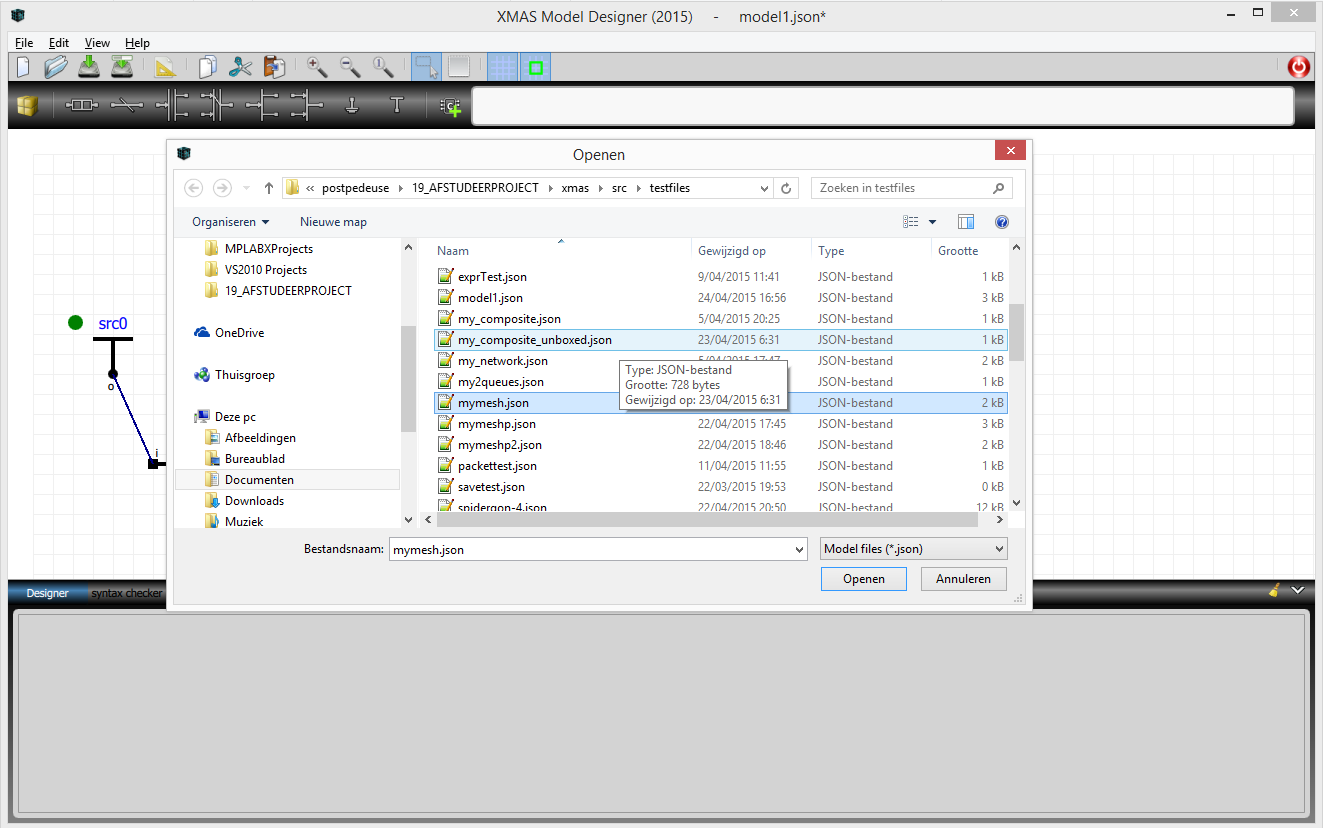 XMAS Model Designer (2015) - model1.json*
File Edit View Help
Openen
« postpedeuse 19_AFSTUDEERPROJECT xmas src testfiles
Zoeken in testfiles
Organiseren Nieuwe map
MPLABXProjects
VS2010 Projects
19_AFSTUDEERPROJECT
OneDrive
Thuisgroep
Deze pc
Afbeeldingen
Bureaublad
Documenten
Downloads
Muziek
Naam Gewijzigd op Type Grootte
exprTest.json 9/04/2015 11:41 JSON-bestand 1 kB
model1.json 24/04/2015 16:56 JSON-bestand 3 kB
my_composite.json 5/04/2015 20:25 JSON-bestand 1 kB
my_composite_unboxed.json 23/04/2015 6:31 JSON-bestand 1 kB
my_network.json 5/04/2015 17:47 JSON-bestand 2 kB
my2queues.json JSON-bestand 1 kB
mymesh.json JSON-bestand 2 kB
mymeshp.json 22/04/2015 17:45 JSON-bestand 3 kB
mymeshp2.json 22/04/2015 18:46 JSON-bestand 2 kB
packettest.json 11/04/2015 11:55 JSON-bestand 1 kB
savetest.json 22/03/2015 19:53 JSON-bestand 0 kB
spidergon-4.json 22/04/2015 20:50 JSON-bestand 12 kB
Type: JSON-bestand
Grootte: 728 bytes
Gewijzigd op: 23/04/2015 6:31
Bestandsnaam: mymesh.json
Model files (*.json)
Openen Annuleren
src0
o
i
Designer syntax checker